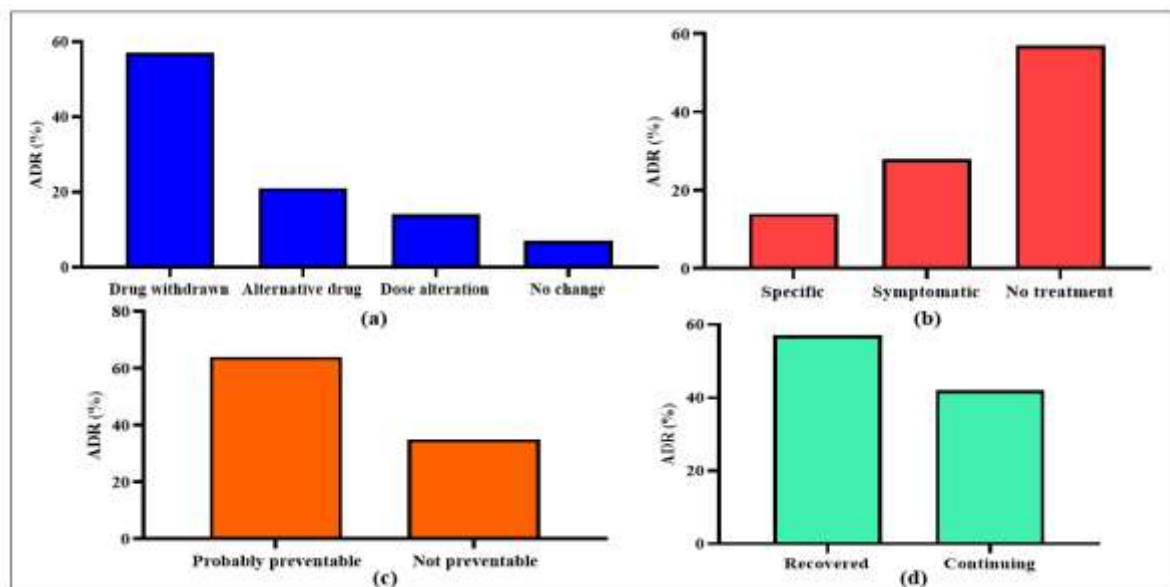 60
40
20
0
ADR (%)
Drug withdrawn Alternative drug Dose alteration No change
(a)
60
40
20
0
ADR (%)
Specific Symptomatic No treatment
(b)
80
60
40
20
0
ADR (%)
Probably preventable Not preventable
(c)
60
40
20
0
ADR (%)
Recovered Continuing
(d)